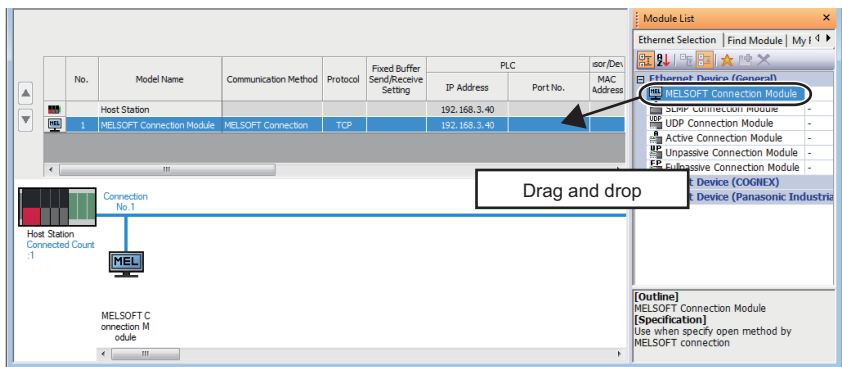 Module List
Ethernet Selection | Find Module | My F
No. Model Name Communication Method Protocol Fixed Buffer Send/Receive Setting PLC IP Address Port No. MAC Address
Host Station 192.168.3.40
1 MELSOFT Connection Module MELSOFT Connection TCP 192.168.3.40
Ethernet Device (General)
MELSOFT Connection Module
SLMP Connection Module -
UDP Connection Module -
Active Connection Module -
Unpassive Connection Module -
Fullpassive Connection Module -
Device (COGNEX)
Device (Panasonic Industria
Drag and drop
Connection
No.1
Host Station
Connected Count
:1
MEL
MELSOFT C
onnection M
odule
[Outline]
MELSOFT Connection Module
[Specification]
Use when specify open method by
MELSOFT connection